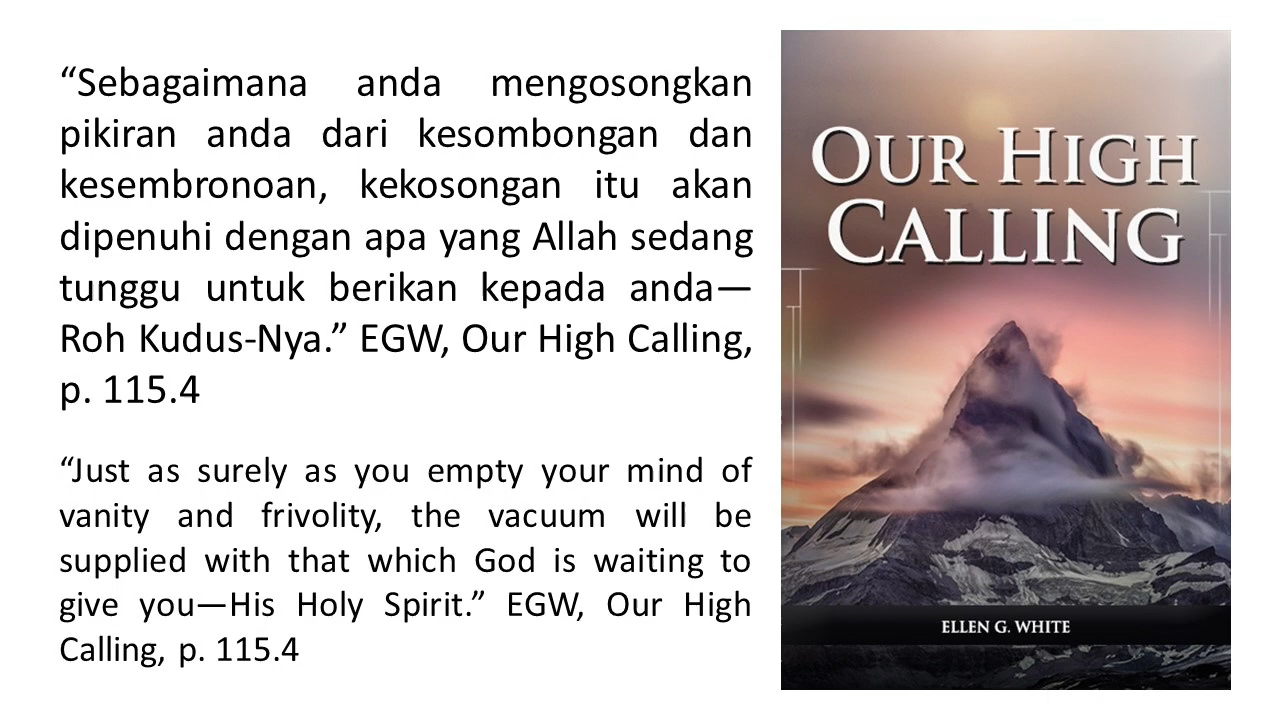 “Sebagaimana anda mengosongkan
pikiran anda dari kesombongan dan
kesembronoan, kekosongan itu akan
dipenuhi dengan apa yang Allah sedang
tunggu untuk berikan kepada anda—
Roh Kudus-Nya.” EGW, Our High Calling,
p. 115.4
“Just as surely as you empty your mind of
vanity and frivolity, the vacuum will be
supplied with that which God is waiting to
give you—His Holy Spirit.” EGW, Our High
Calling, p. 115.4
OUR HIGH
CALLING
ELLEN G. WHITE